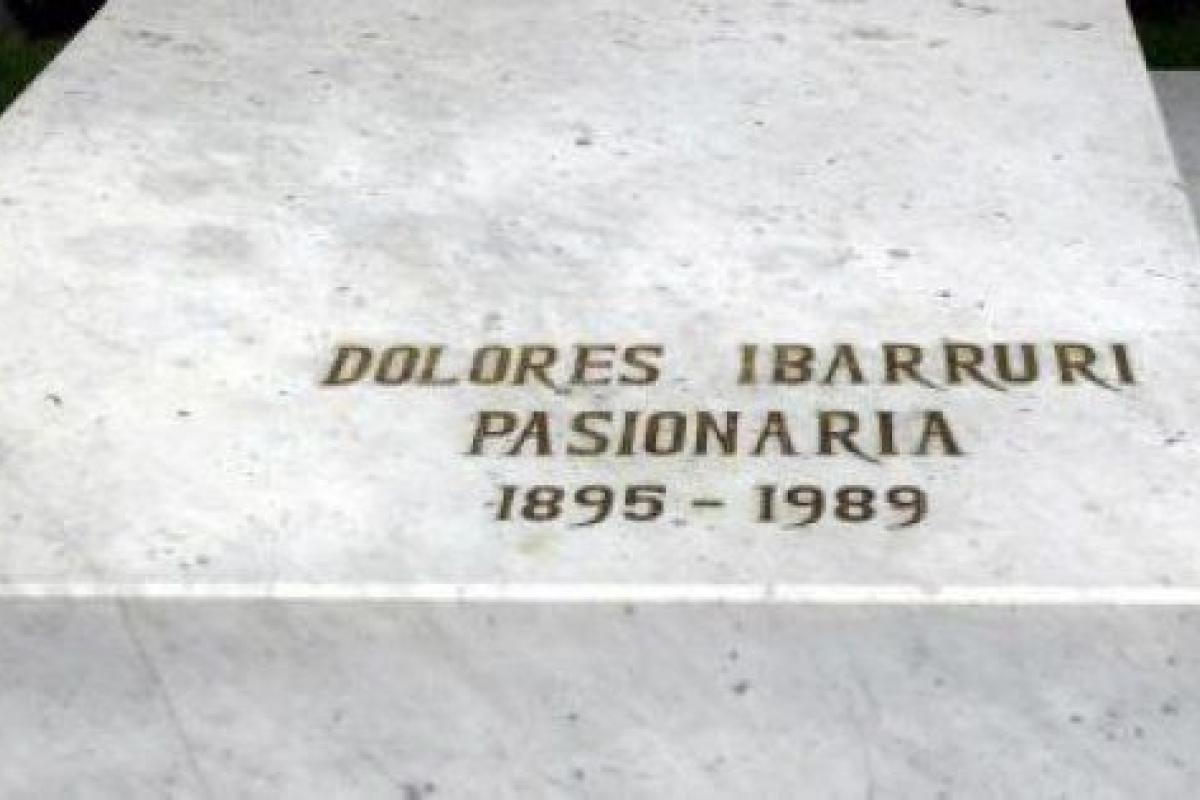 DOLORES IBARRURI
PASIONARIA
1895 - 1989